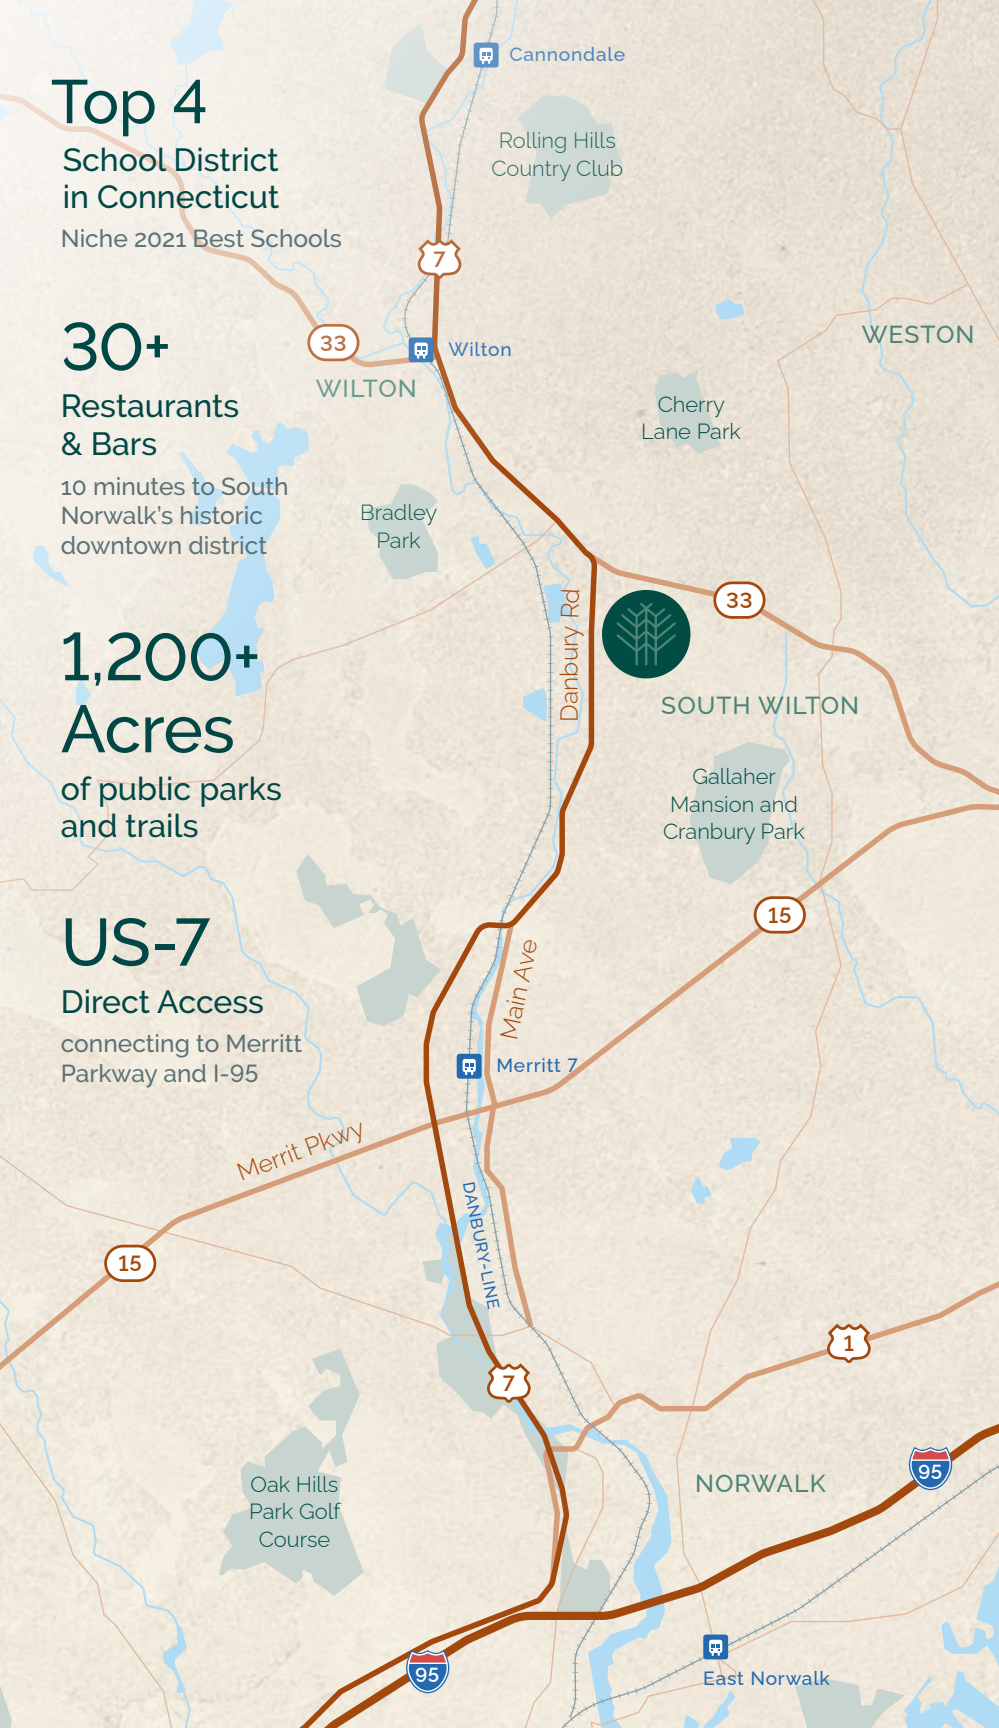 Top 4
School District
in Connecticut
Niche 2021 Best Schools
30+
Restaurants
& Bars
10 minutes to South
Norwalk's historic
downtown district
1,200+
Acres
of public parks
and trails
US-7
Direct Access
connecting to Merritt
Parkway and I-95
Cannondale
Rolling Hills
Country Club
7
33
Wilton
WILTON
WESTON
Cherry
Lane Park
Bradley
Park
Danbury Rd
33
SOUTH WILTON
Gallaher
Mansion and
Cranbury Park
15
Main Ave
Merritt 7
Merrit Pkwy
DANBURY-LINE
15
1
7
Oak Hills
Park Golf
Course
NORWALK
95
95
East Norwalk